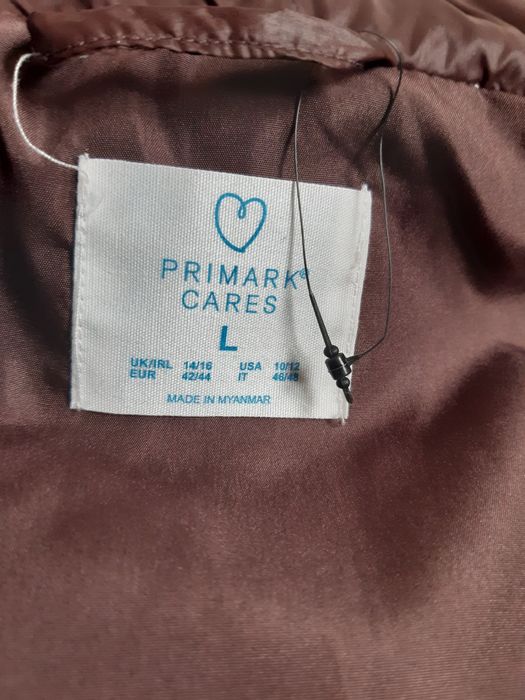 PRIMARK®
CARES
L
UK/IRL 14/16 USA 10/12
EUR 42/44 IT 46/48
MADE IN MYANMAR